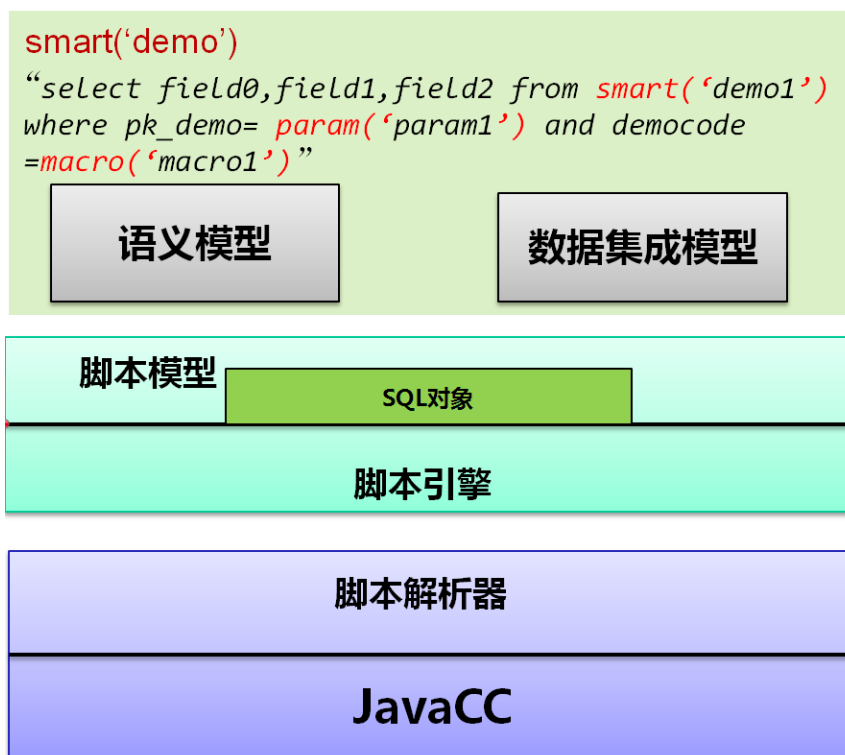 smart(‘demo’)
“select field0,field1,field2 from smart(‘demo1’)
where pk_demo= param(‘param1’) and democode
=macro(‘macro1’)”
语义模型
数据集成模型
脚本模型
SQL对象
脚本引擎
脚本解析器
JavaCC